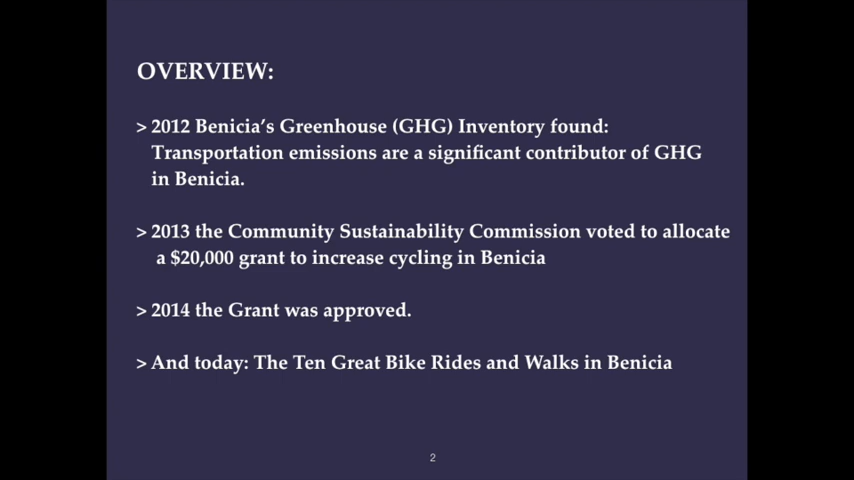 OVERVIEW:
> 2012 Benicia's Greenhouse (GHG) Inventory found:
Transportation emissions are a significant contributor of GHG
in Benicia.
> 2013 the Community Sustainability Commission voted to allocate
a $20,000 grant to increase cycling in Benicia
> 2014 the Grant was approved.
> And today: The Ten Great Bike Rides and Walks in Benicia
2